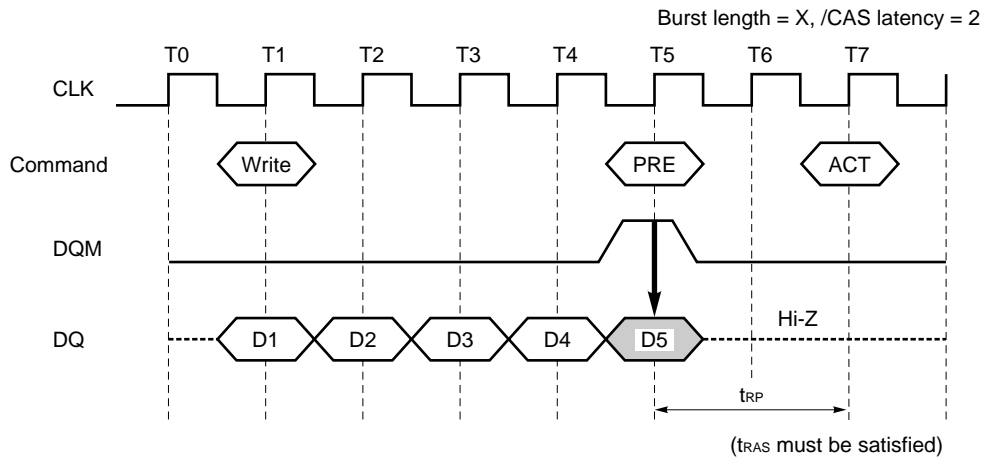 Burst length = X, /CAS latency = 2
T0 T1 T2 T3 T4 T5 T6 T7
CLK
Command Write PRE ACT
DQM
DQ D1 D2 D3 D4 D5 Hi-Z
tRP
(tRAS must be satisfied)